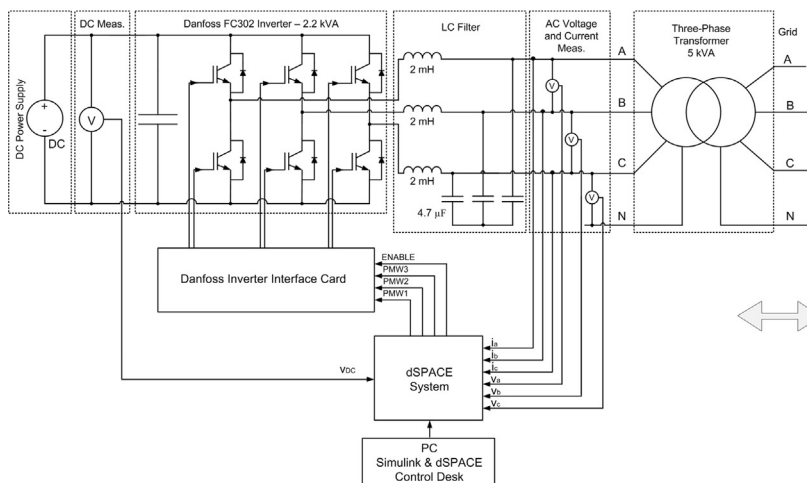 DC Meas.
Danfoss FC302 Inverter – 2.2 kVA
LC Filter
AC Voltage
and Current
Meas.
Three-Phase
Transformer
5 kVA
Grid
DC Power Supply
+
-
DC
V
2 mH
2 mH
2 mH
4.7 µF
A
B
C
N
V
V
V
A
B
C
N
Danfoss Inverter Interface Card
ENABLE
PMW3
PMW2
PMW1
VDC
dSPACE
System
ia
ib
ic
va
vb
vc
PC
Simulink & dSPACE
Control Desk